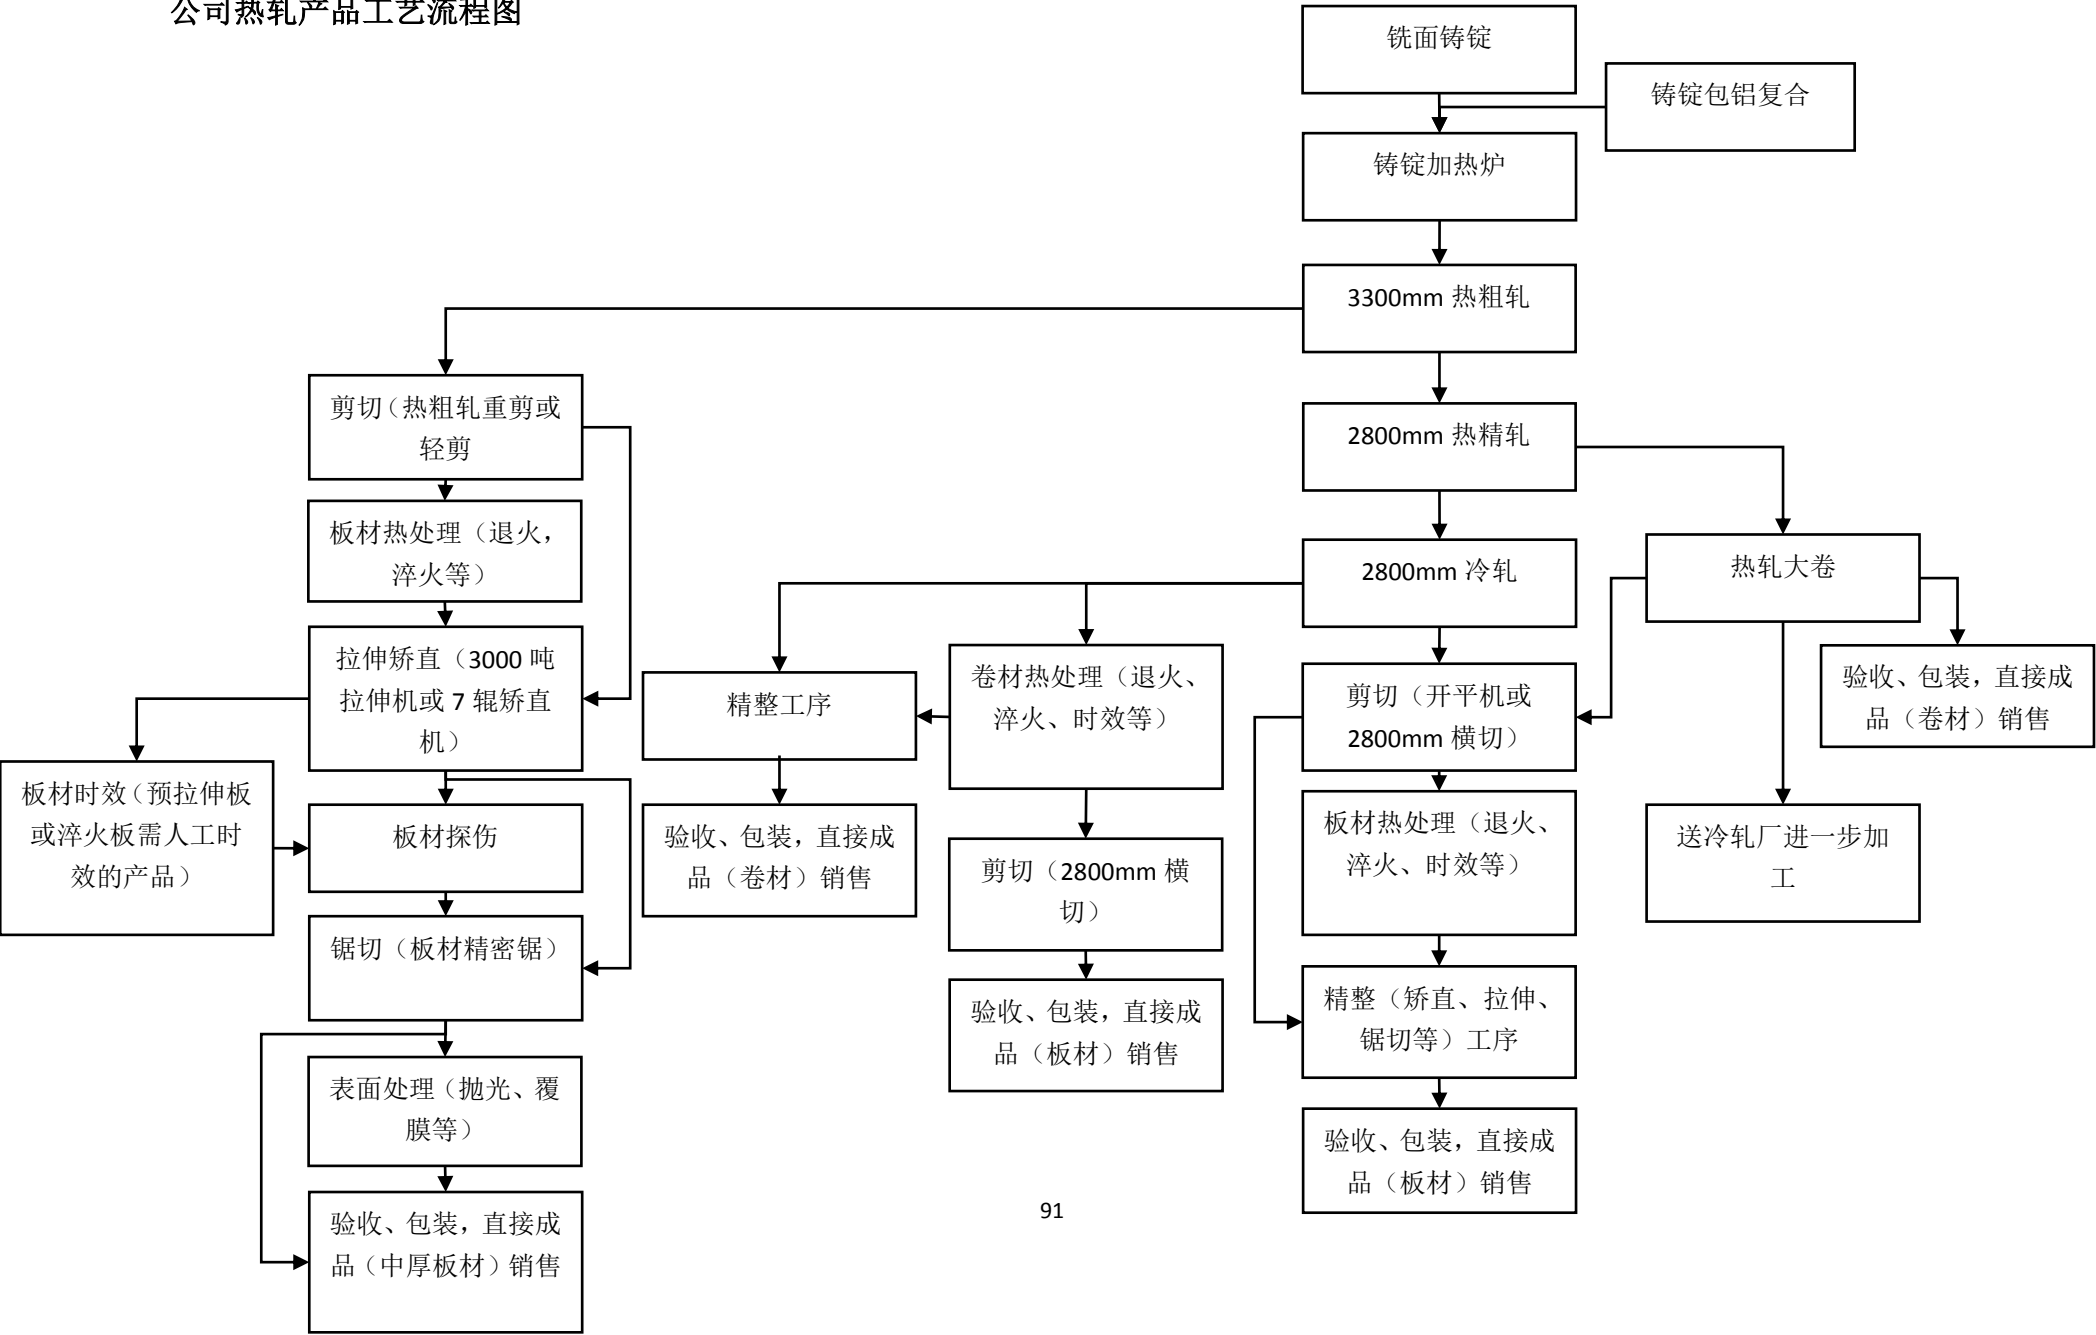 公司热轧产品工艺流程图
铣面铸锭
铸锭包铝复合
铸锭加热炉
3300mm 热粗轧
剪切（热粗轧重剪或
轻剪
2800mm 热精轧
板材热处理（退火，
淬火等）
2800mm 冷轧
热轧大卷
拉伸矫直（3000 吨
拉伸机或 7 辊矫直
机）
精整工序
卷材热处理（退火、
淬火、时效等）
剪切（开平机或
2800mm 横切）
验收、包装，直接成
品（卷材）销售
板材时效（预拉伸板
或淬火板需人工时
效的产品）
板材探伤
验收、包装，直接成
品（卷材）销售
剪切（2800mm 横
切）
板材热处理（退火、
淬火、时效等）
送冷轧厂进一步加
工
锯切（板材精密锯）
验收、包装，直接成
品（板材）销售
精整（矫直、拉伸、
锯切等）工序
表面处理（抛光、覆
膜等）
验收、包装，直接成
品（板材）销售
验收、包装，直接成
品（中厚板材）销售
91